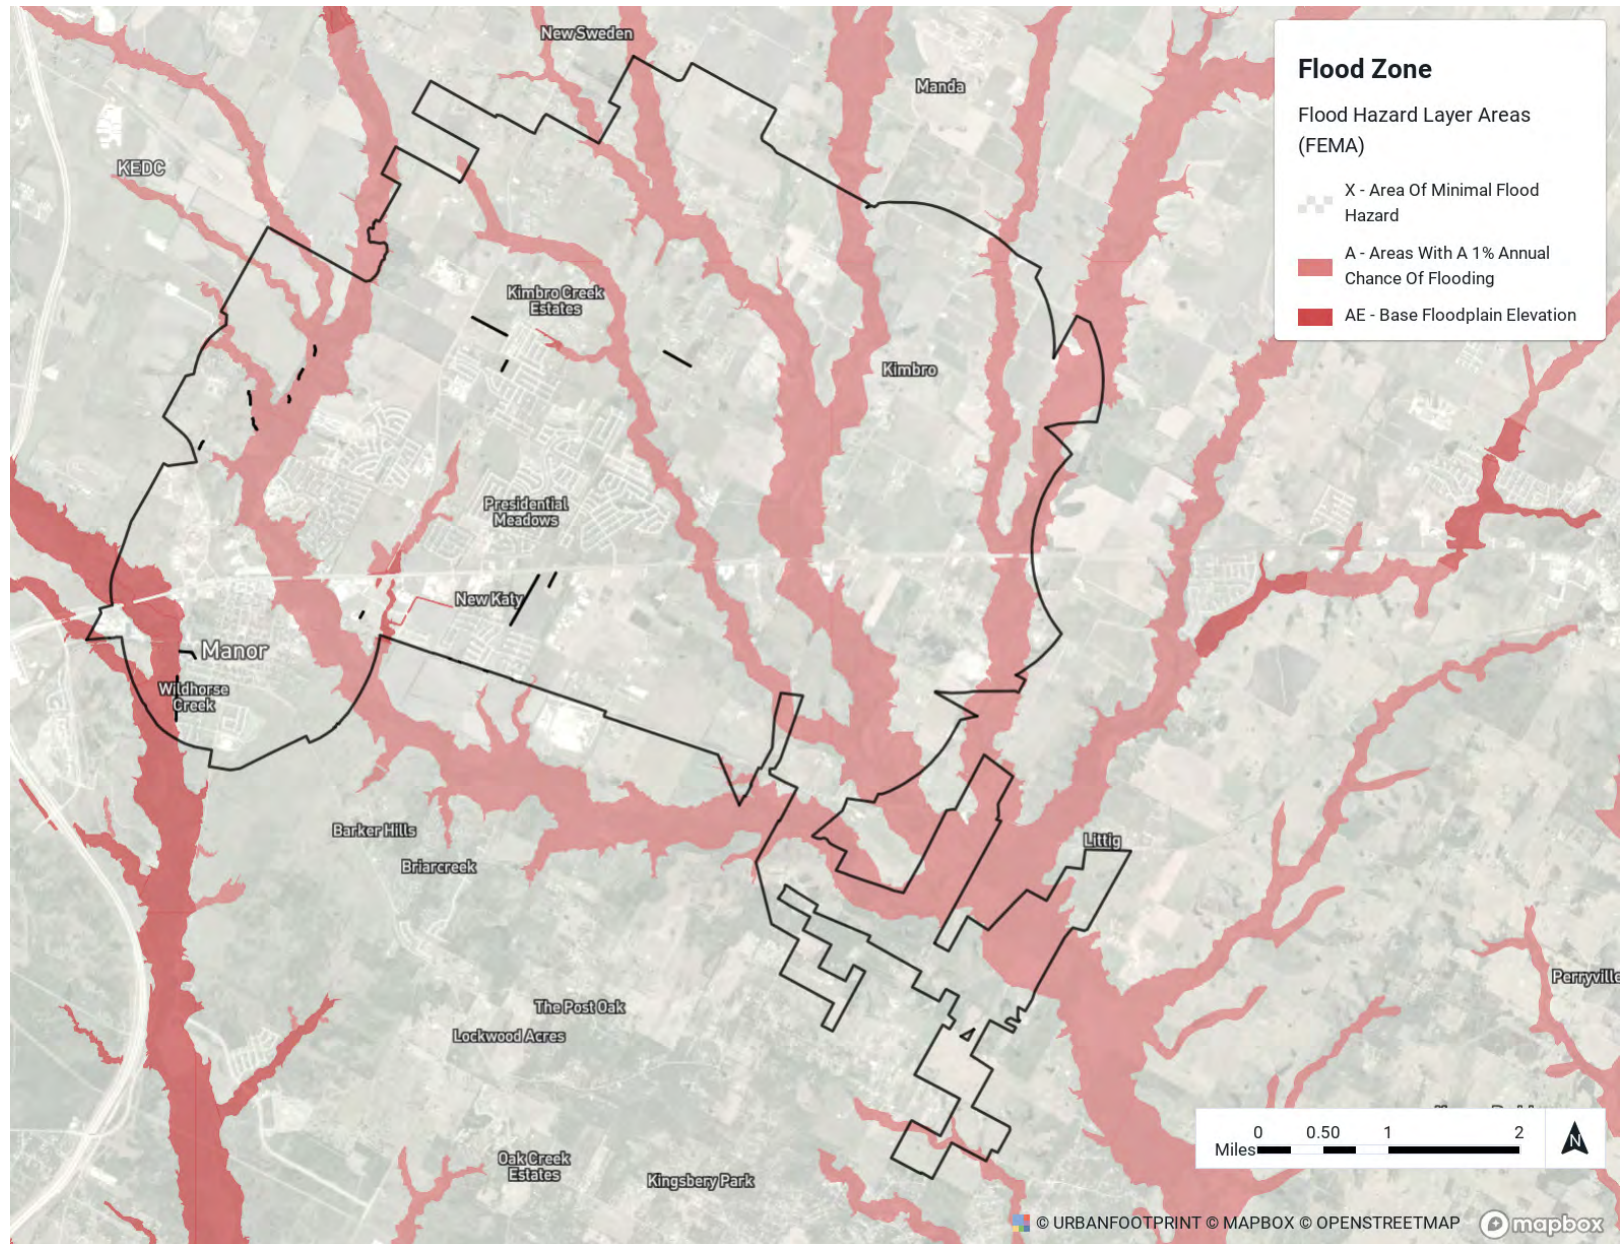 New Sweden
Manda
KEDC
Flood Zone
Flood Hazard Layer Areas
(FEMA)
X - Area Of Minimal Flood
Hazard
A - Areas With A 1% Annual
Chance Of Flooding
AE - Base Floodplain Elevation
Kimbro Creek
Estates
Kimbro
Presidential
Meadows
New Katy
Manor
Wildhorse
Creek
Barker Hills
Briarcreek
Littig
Perryville
The Post Oak
Lockwood Acres
Oak Creek
Estates
Kingsbery Park
0 0.50 1 2
Miles
N
© URBANFOOTPRINT © MAPBOX © OPENSTREETMAP
mapbox